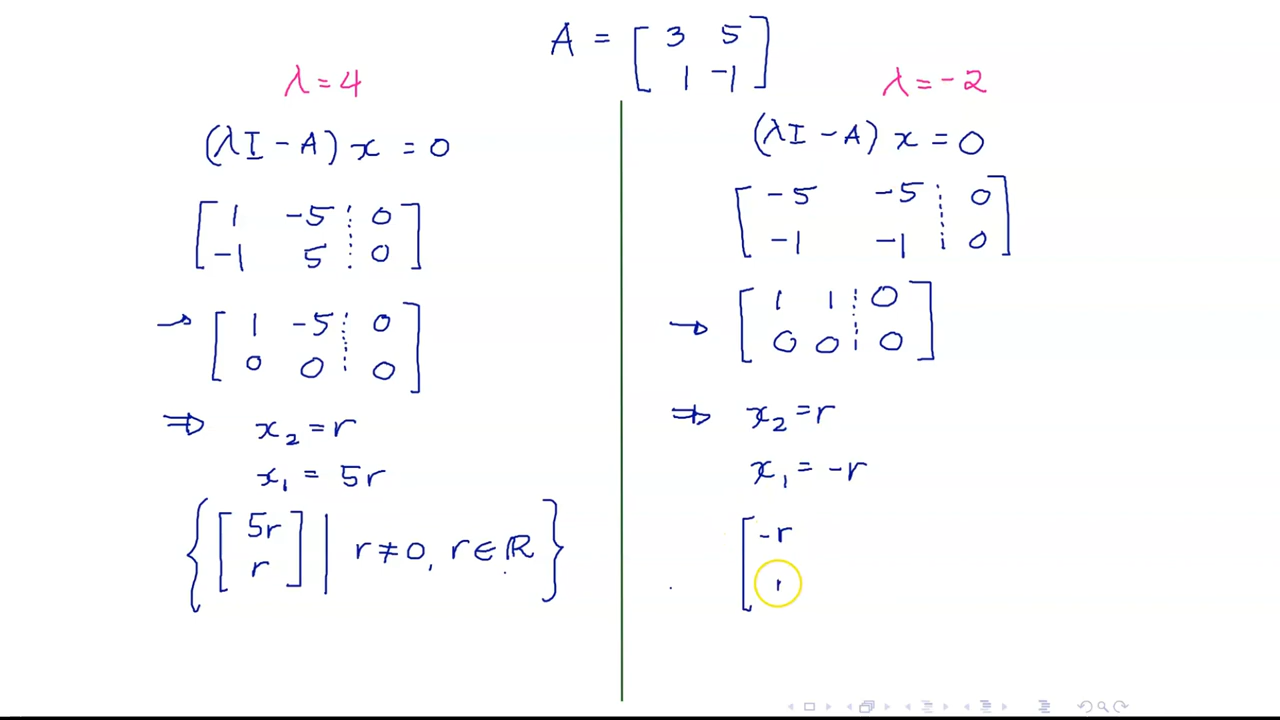 A = [ 3 5
1 -1 ]
λ = 4
(λI - A) x = 0
[ 1 -5 ⋮ 0
-1 5 ⋮ 0 ]
→ [ 1 -5 ⋮ 0
0 0 ⋮ 0 ]
⇒ x₂ = r
x₁ = 5r
{ [ 5r
r ] | r ≠ 0, r ∈ ℝ }
λ = -2
(λI - A) x = 0
[ -5 -5 ⋮ 0
-1 -1 ⋮ 0 ]
→ [ 1 1 ⋮ 0
0 0 ⋮ 0 ]
⇒ x₂ = r
x₁ = -r
[ -r